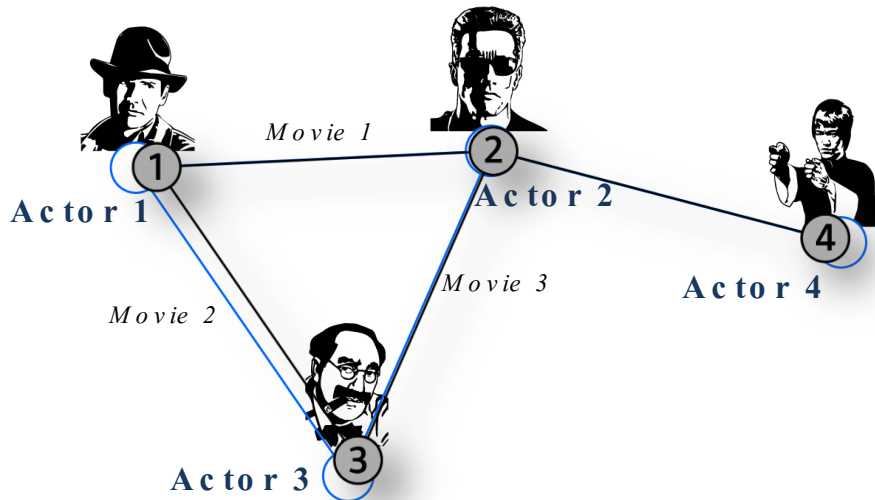 Movie 1
1
2
Actor 1
Actor 2
4
Movie 3
Actor 4
Movie 2
3
Actor 3